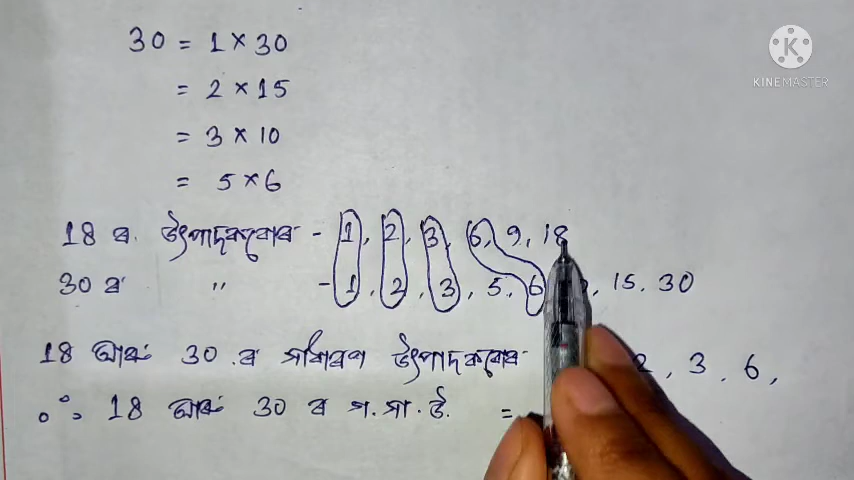 30 = 1 × 30
= 2 × 15
= 3 × 10
= 5 × 6
18 ৰ উৎপাদকবোৰ - 1, 2, 3, 6, 9, 18
30 ৰ " - 1, 2, 3, 5, 6, 15, 30
18 আৰু 30 ৰ সাধাৰণ উৎপাদকবোৰ 2, 3, 6,
∴ 18 আৰু 30 ৰ গ.সা.উ. =
KINEMASTER